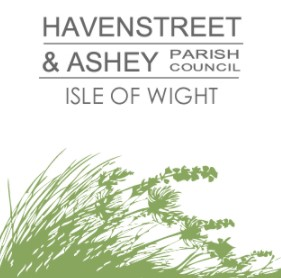 HAVENSTREET
& ASHEY PARISH COUNCIL
ISLE OF WIGHT